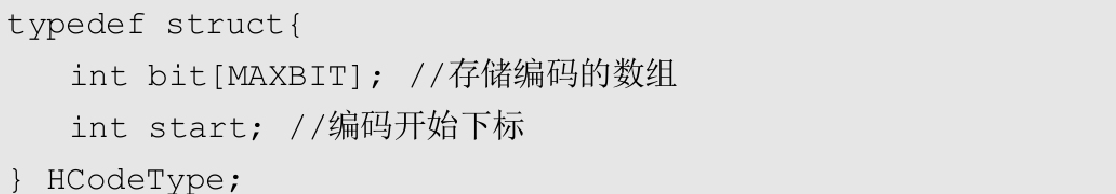 typedef struct{
    int bit[MAXBIT]; //存储编码的数组
    int start; //编码开始下标
} HCodeType;